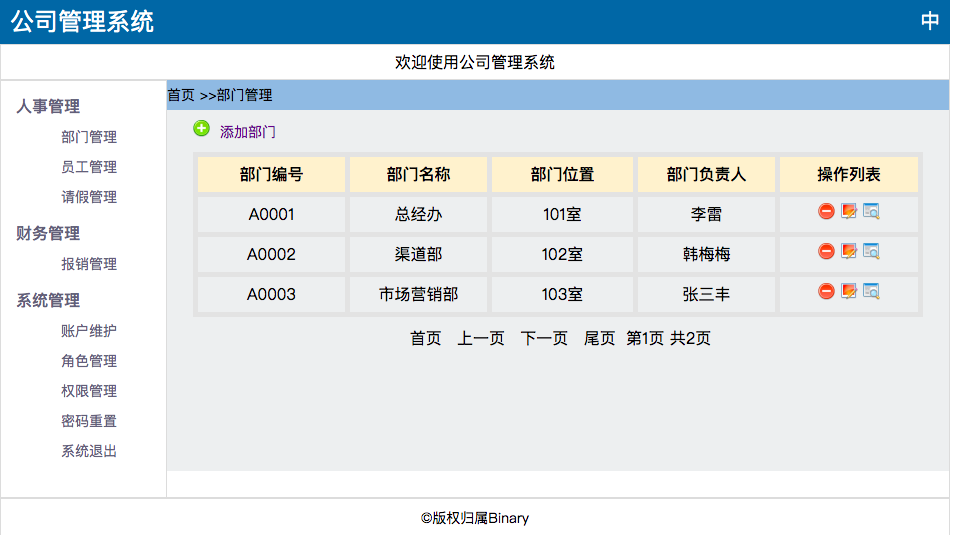 公司管理系统 中
欢迎使用公司管理系统
人事管理
部门管理
员工管理
请假管理
财务管理
报销管理
系统管理
账户维护
角色管理
权限管理
密码重置
系统退出
首页 >>部门管理
添加部门
部门编号 部门名称 部门位置 部门负责人 操作列表
A0001 总经办 101室 李雷
A0002 渠道部 102室 韩梅梅
A0003 市场营销部 103室 张三丰
首页 上一页 下一页 尾页 第1页 共2页
©版权归属Binary